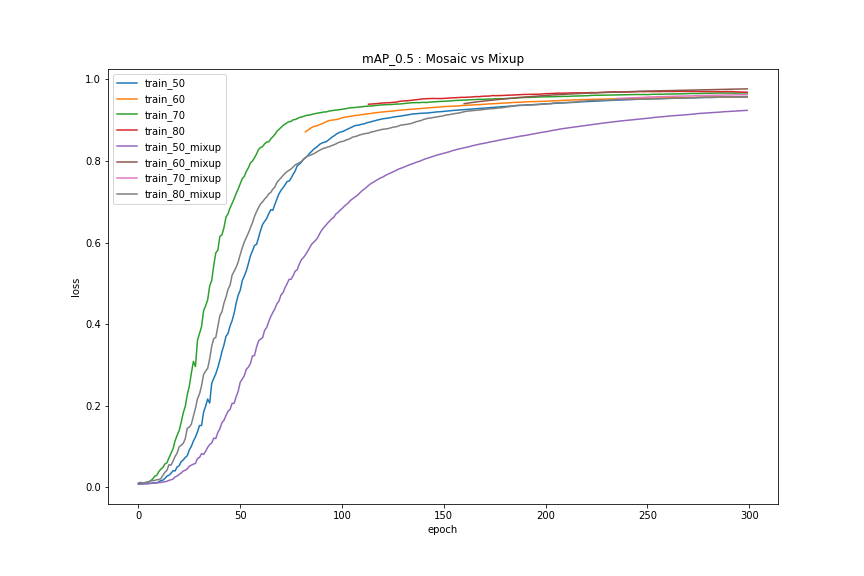 mAP_0.5 : Mosaic vs Mixup
train_50
train_60
train_70
train_80
train_50_mixup
train_60_mixup
train_70_mixup
train_80_mixup
1.0
0.8
0.6
0.4
0.2
0.0
loss
0 50 100 150 200 250 300
epoch